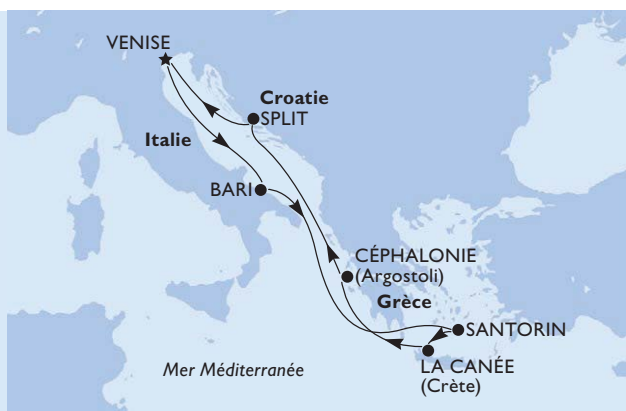 VENISE
Croatie
SPLIT
Italie
BARI
CÉPHALONIE
(Argostoli)
Grèce
SANTORIN
LA CANÉE
(Crète)
Mer Méditerranée